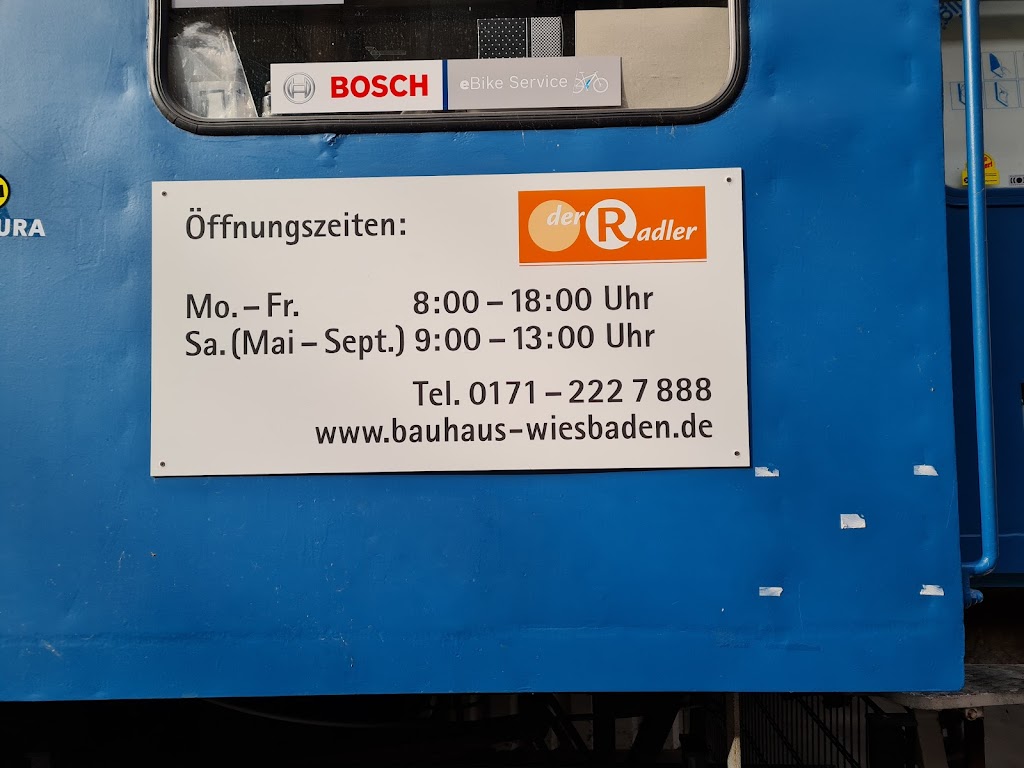 BOSCH eBike Service
Öffnungszeiten:
der Radler
Mo. – Fr. 8:00 – 18:00 Uhr
Sa. (Mai – Sept.) 9:00 – 13:00 Uhr
Tel. 0171 – 222 7 888
www.bauhaus-wiesbaden.de
URA